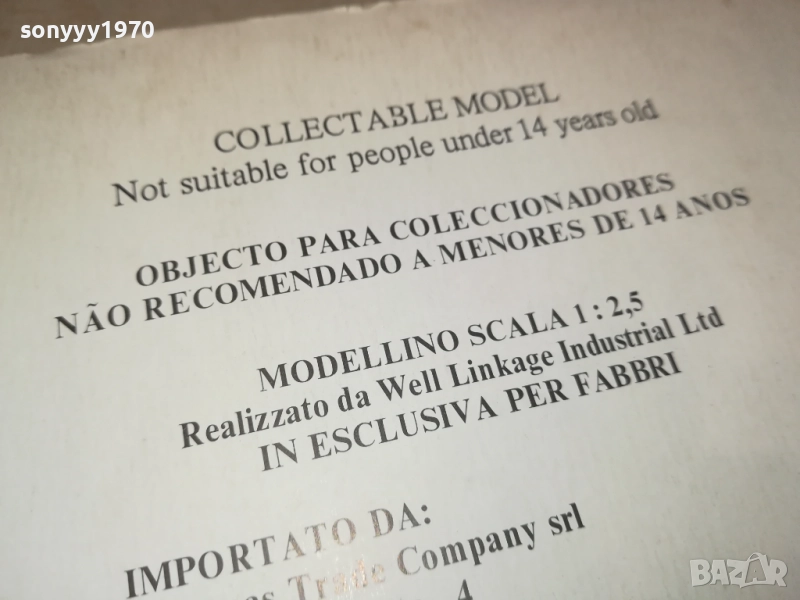 sonyyy1970
COLLECTABLE MODEL
Not suitable for people under 14 years old
OBJECTO PARA COLECCIONADORES
NÃO RECOMENDADO A MENORES DE 14 ANOS
MODELLINO SCALA 1 : 2,5
Realizzato da Well Linkage Industrial Ltd
IN ESCLUSIVA PER FABBRI
IMPORTATO DA:
Trade Company srl
4
BAZAR